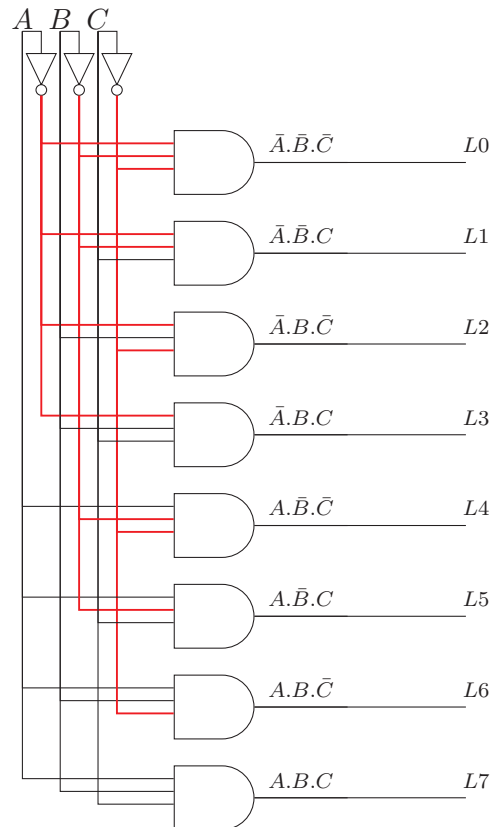 A B C
Ā.B̄.C̄ L0
Ā.B̄.C L1
Ā.B.C̄ L2
Ā.B.C L3
A.B̄.C̄ L4
A.B̄.C L5
A.B.C̄ L6
A.B.C L7